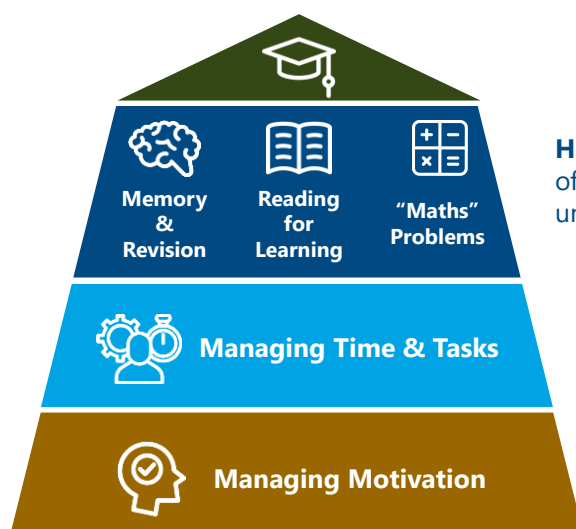 Memory
&
Revision
Reading
for
Learning
“Maths”
Problems
Managing Time & Tasks
Managing Motivation